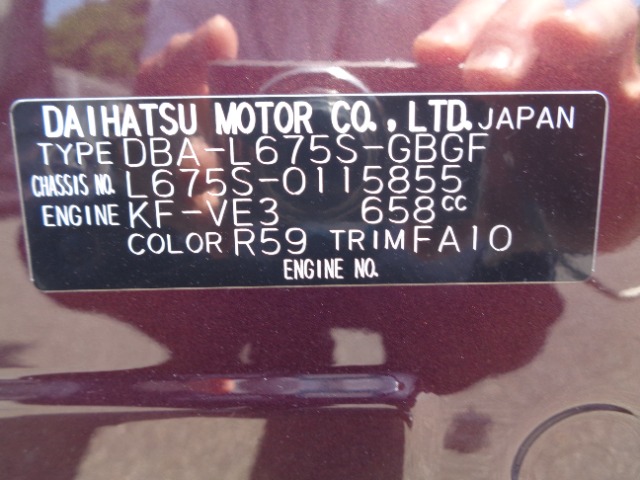 DAIHATSU MOTOR CO., LTD. JAPAN
TYPE DBA-L675S-GBGF
CHASSIS NO. L675S-0115855
ENGINE KF-VE3 658cc
COLOR R59 TRIM FA10
ENGINE NO.